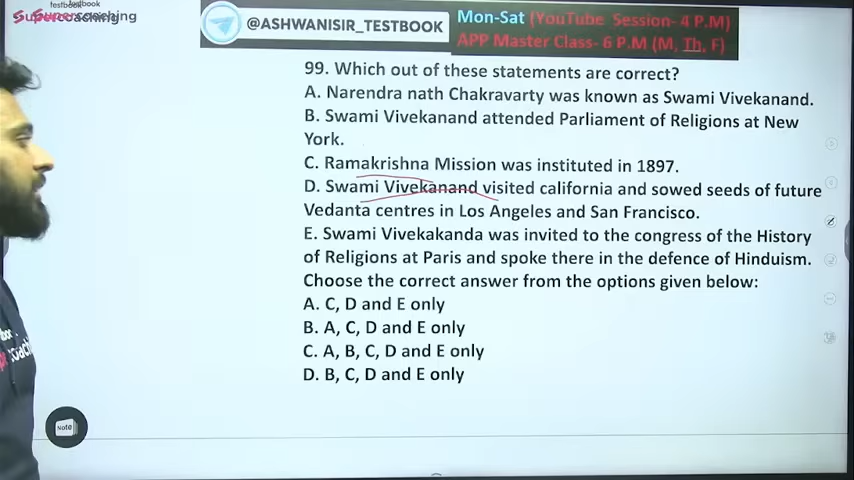 testbook testbook
Supercoaching
@ASHWANISIR_TESTBOOK
Mon-Sat (YouTube Session- 4 P.M)
APP Master Class- 6 P.M (M, Th, F)
99. Which out of these statements are correct?
A. Narendra nath Chakravarty was known as Swami Vivekanand.
B. Swami Vivekanand attended Parliament of Religions at New
York.
C. Ramakrishna Mission was instituted in 1897.
D. Swami Vivekanand visited california and sowed seeds of future
Vedanta centres in Los Angeles and San Francisco.
E. Swami Vivekakanda was invited to the congress of the History
of Religions at Paris and spoke there in the defence of Hinduism.
Choose the correct answer from the options given below:
A. C, D and E only
B. A, C, D and E only
C. A, B, C, D and E only
D. B, C, D and E only
Note